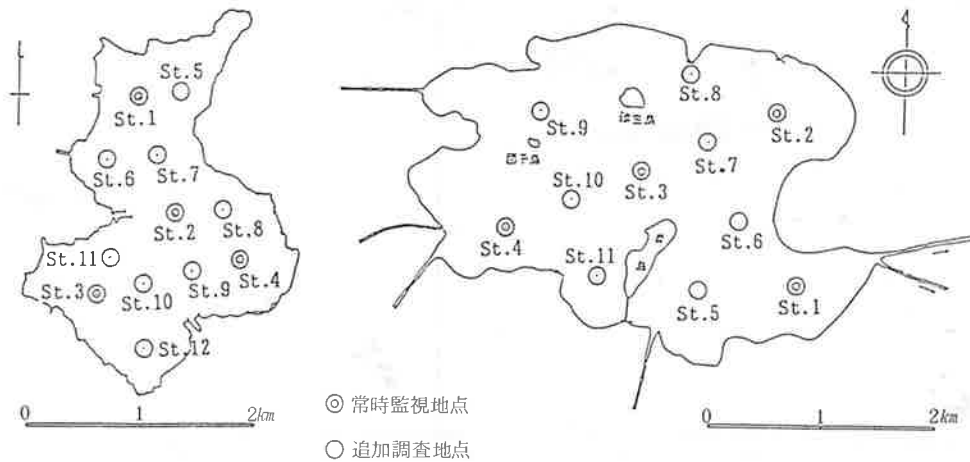 St.5
St.1
St.6
St.7
St.2
St.8
St.11
St.3
St.10
St.9
St.4
St.12
0 1 2km
◎ 常時監視地点
○ 追加調査地点
St.8
St.9
St.2
St.7
St.3
St.10
St.6
St.4
St.11
St.5
St.1
0 1 2km